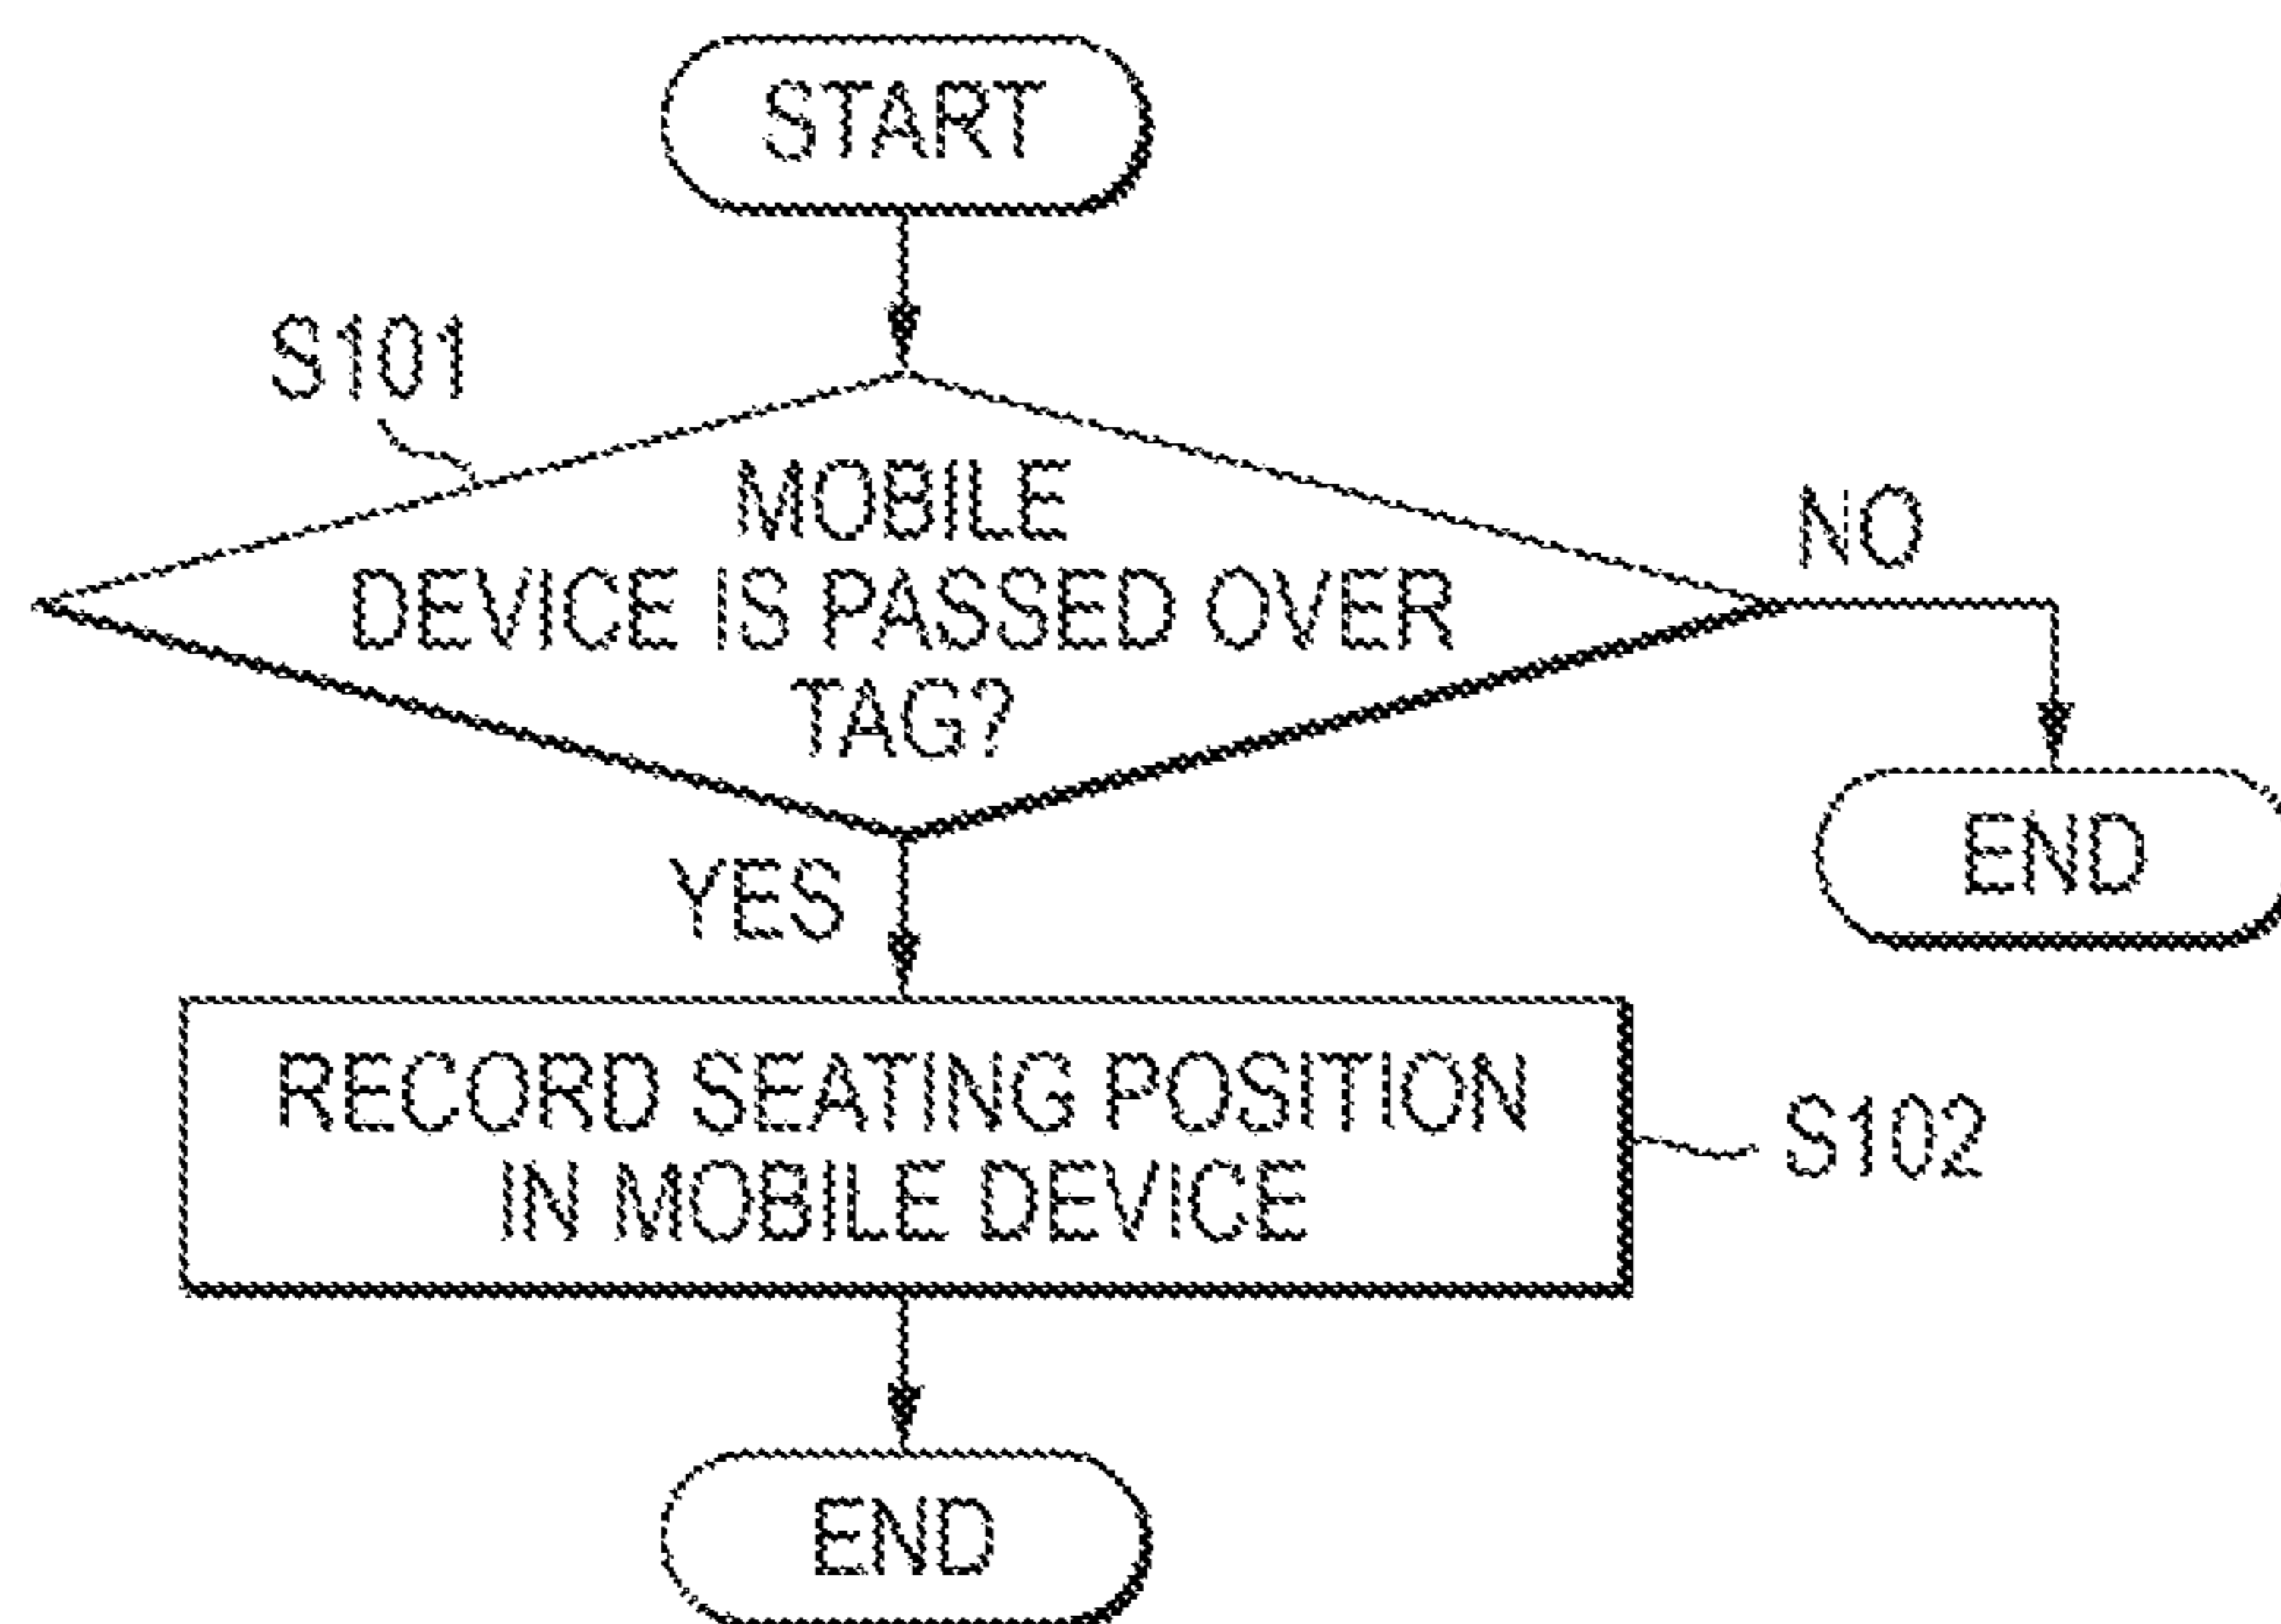 START
S101
MOBILE
DEVICE IS PASSED OVER
TAG?
NO
END
YES
RECORD SEATING POSITION
IN MOBILE DEVICE
S102
END